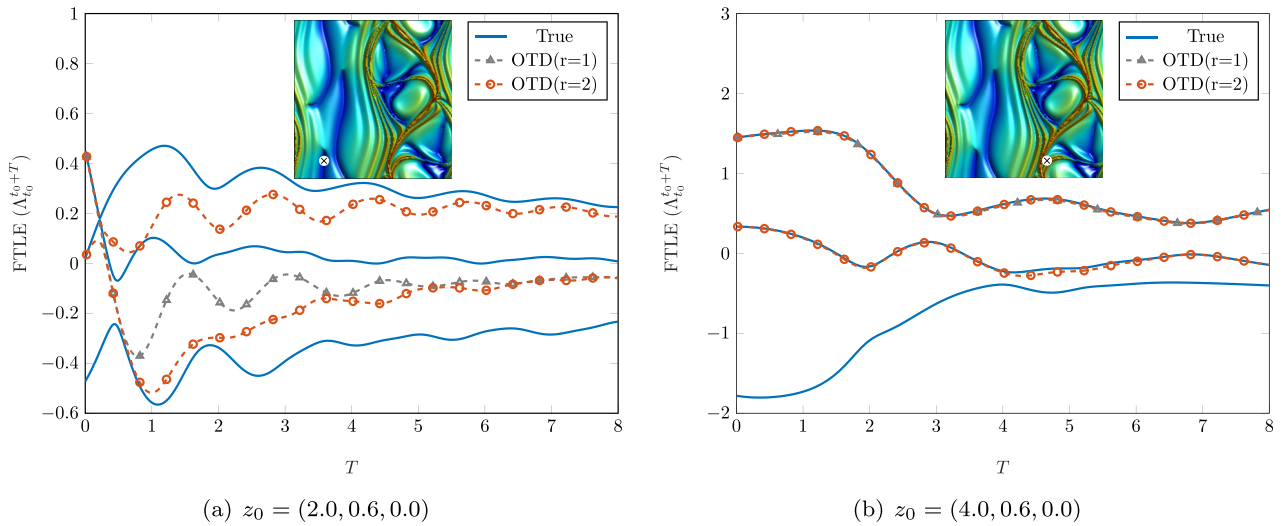 1
0.8
0.6
0.4
0.2
0
−0.2
−0.4
−0.6
0 1 2 3 4 5 6 7 8
FTLE (Λ_{t_0}^{t_0+T})
T
True
OTD(r=1)
OTD(r=2)
(a) z_0 = (2.0, 0.6, 0.0)
3
2
1
0
−1
−2
0 1 2 3 4 5 6 7 8
FTLE (Λ_{t_0}^{t_0+T})
T
True
OTD(r=1)
OTD(r=2)
(b) z_0 = (4.0, 0.6, 0.0)